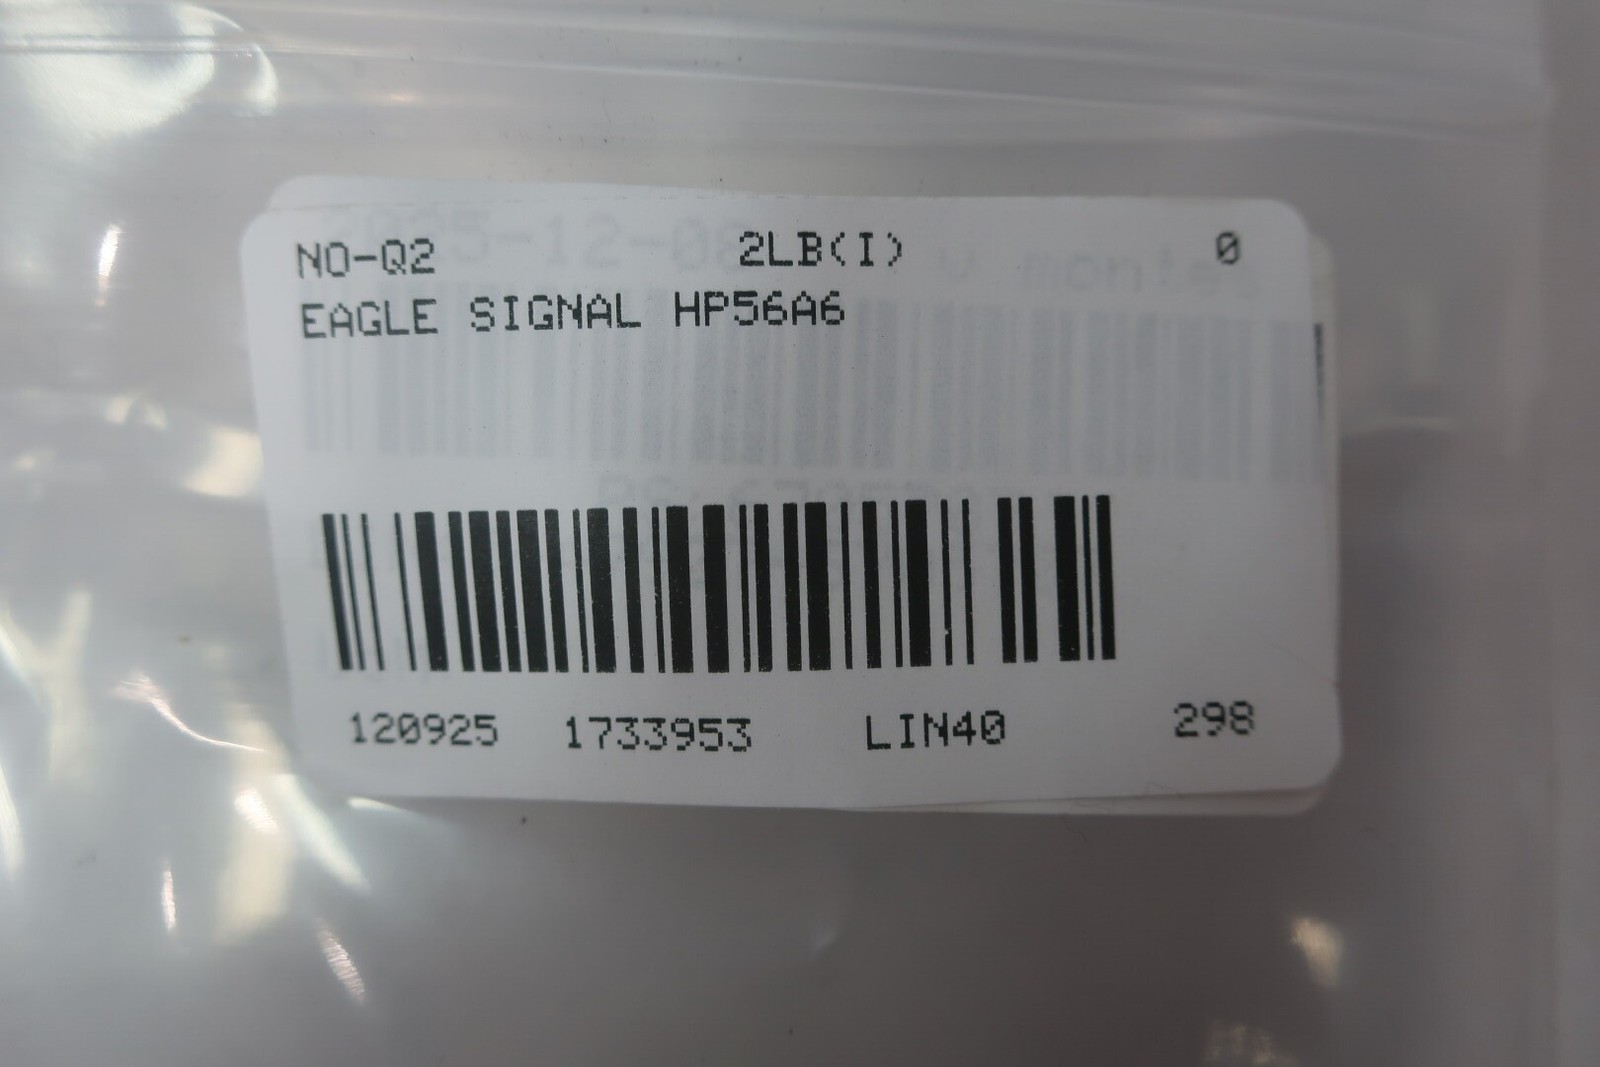 NO-Q2 2LB(I) 0
EAGLE SIGNAL HP56A6
120925 1733953 LIN40 298